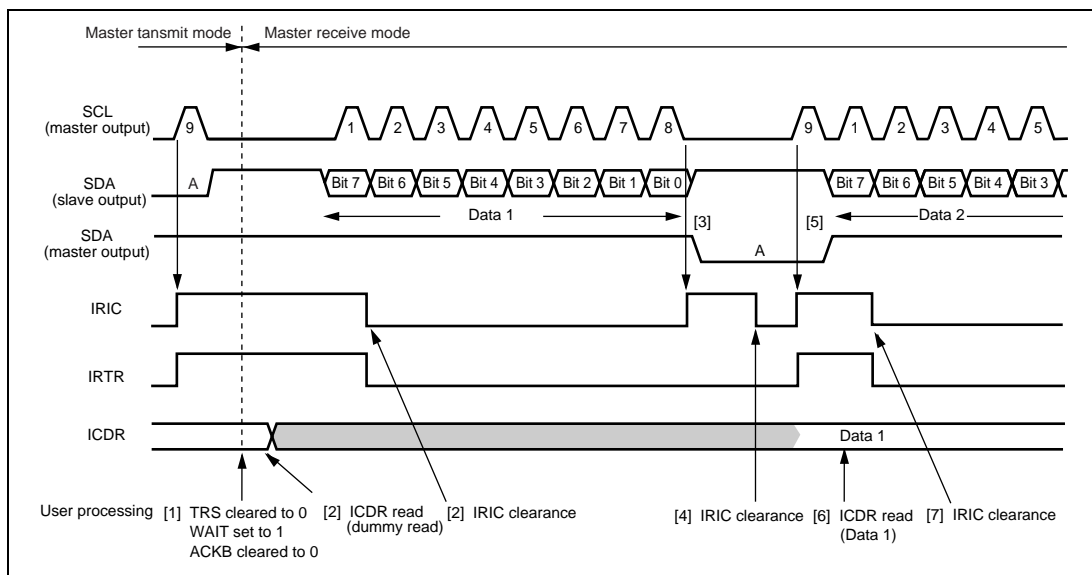 Master transmit mode
Master receive mode
SCL
(master output)
9
1
2
3
4
5
6
7
8
9
1
2
3
4
5
SDA
(slave output)
A
Bit 7
Bit 6
Bit 5
Bit 4
Bit 3
Bit 2
Bit 1
Bit 0
Bit 7
Bit 6
Bit 5
Bit 4
Bit 3
Data 1
[3]
[5]
Data 2
SDA
(master output)
A
IRIC
IRTR
ICDR
Data 1
User processing
[1] TRS cleared to 0
WAIT set to 1
ACKB cleared to 0
[2] ICDR read
(dummy read)
[2] IRIC clearance
[4] IRIC clearance
[6] ICDR read
(Data 1)
[7] IRIC clearance